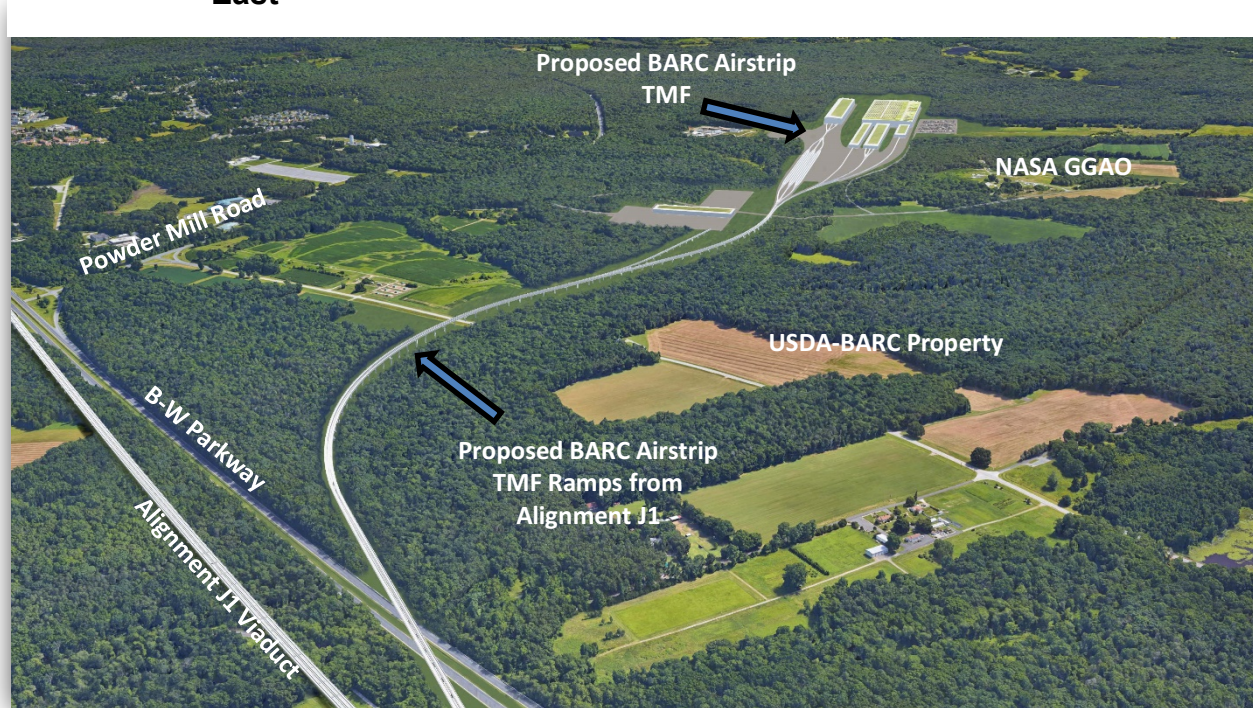 East
Proposed BARC Airstrip
TMF
NASA GGAO
Powder Mill Road
USDA-BARC Property
B-W Parkway
Proposed BARC Airstrip
TMF Ramps from
Alignment J1
Alignment J1 Viaduct